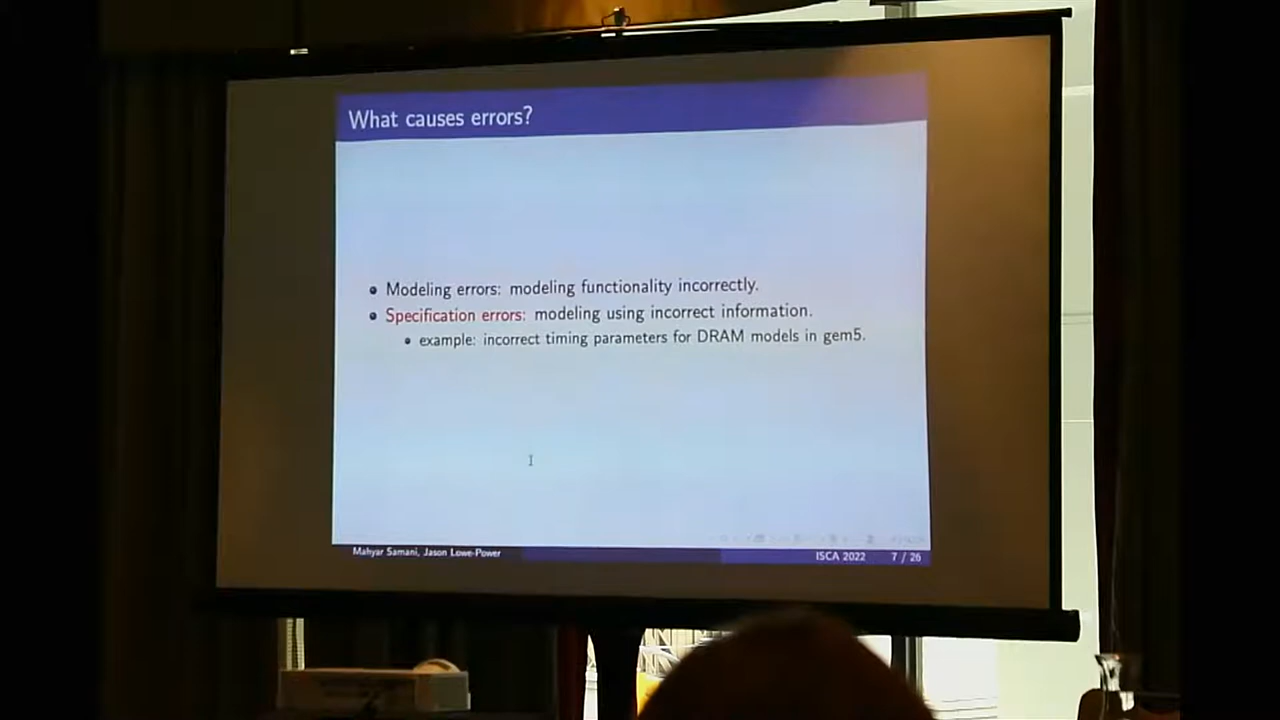 What causes errors?
• Modeling errors: modeling functionality incorrectly.
• Specification errors: modeling using incorrect information.
• example: incorrect timing parameters for DRAM models in gem5.
Mahyar Samani, Jason Lowe-Power
ISCA 2022 7 / 26